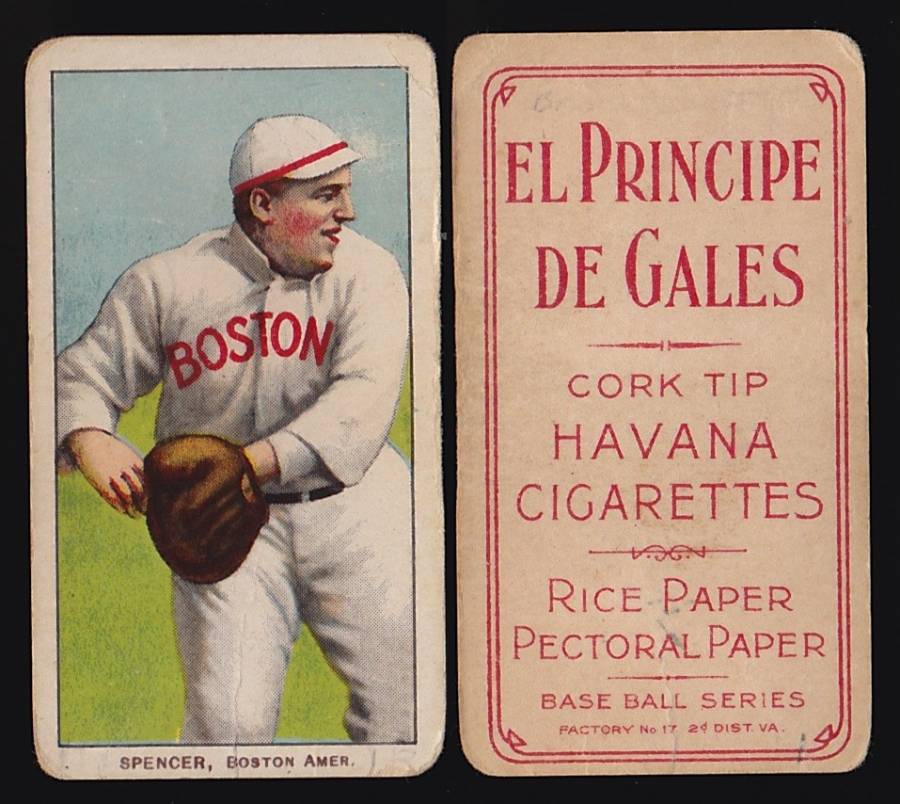 BOSTON
SPENCER, BOSTON AMER.
EL PRINCIPE
DE GALES
CORK TIP
HAVANA
CIGARETTES
RICE PAPER
PECTORAL PAPER
BASE BALL SERIES
FACTORY No 17 2d DIST. VA.